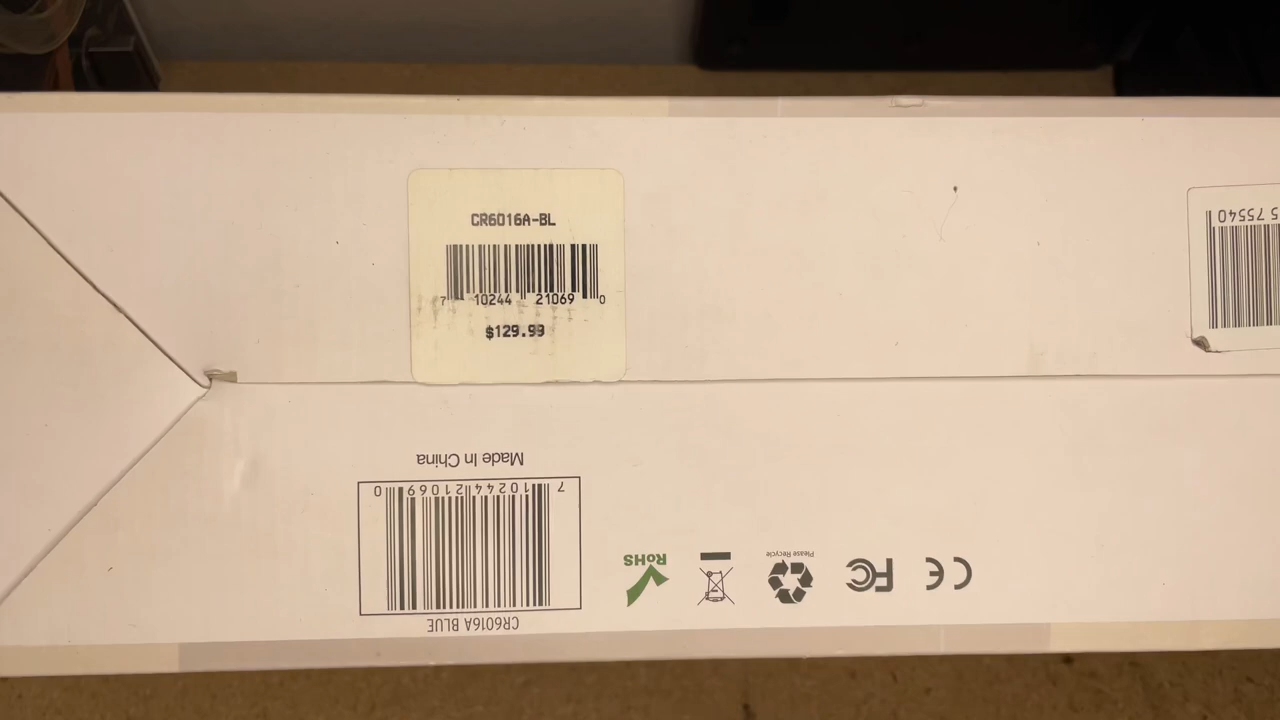 CR6016A-BL
7 10244 21069 0
$129.99
5 75540
Made In China
7 10244 21069 0
CR6016A BLUE
RoHS
Please Recycle
FC
CE